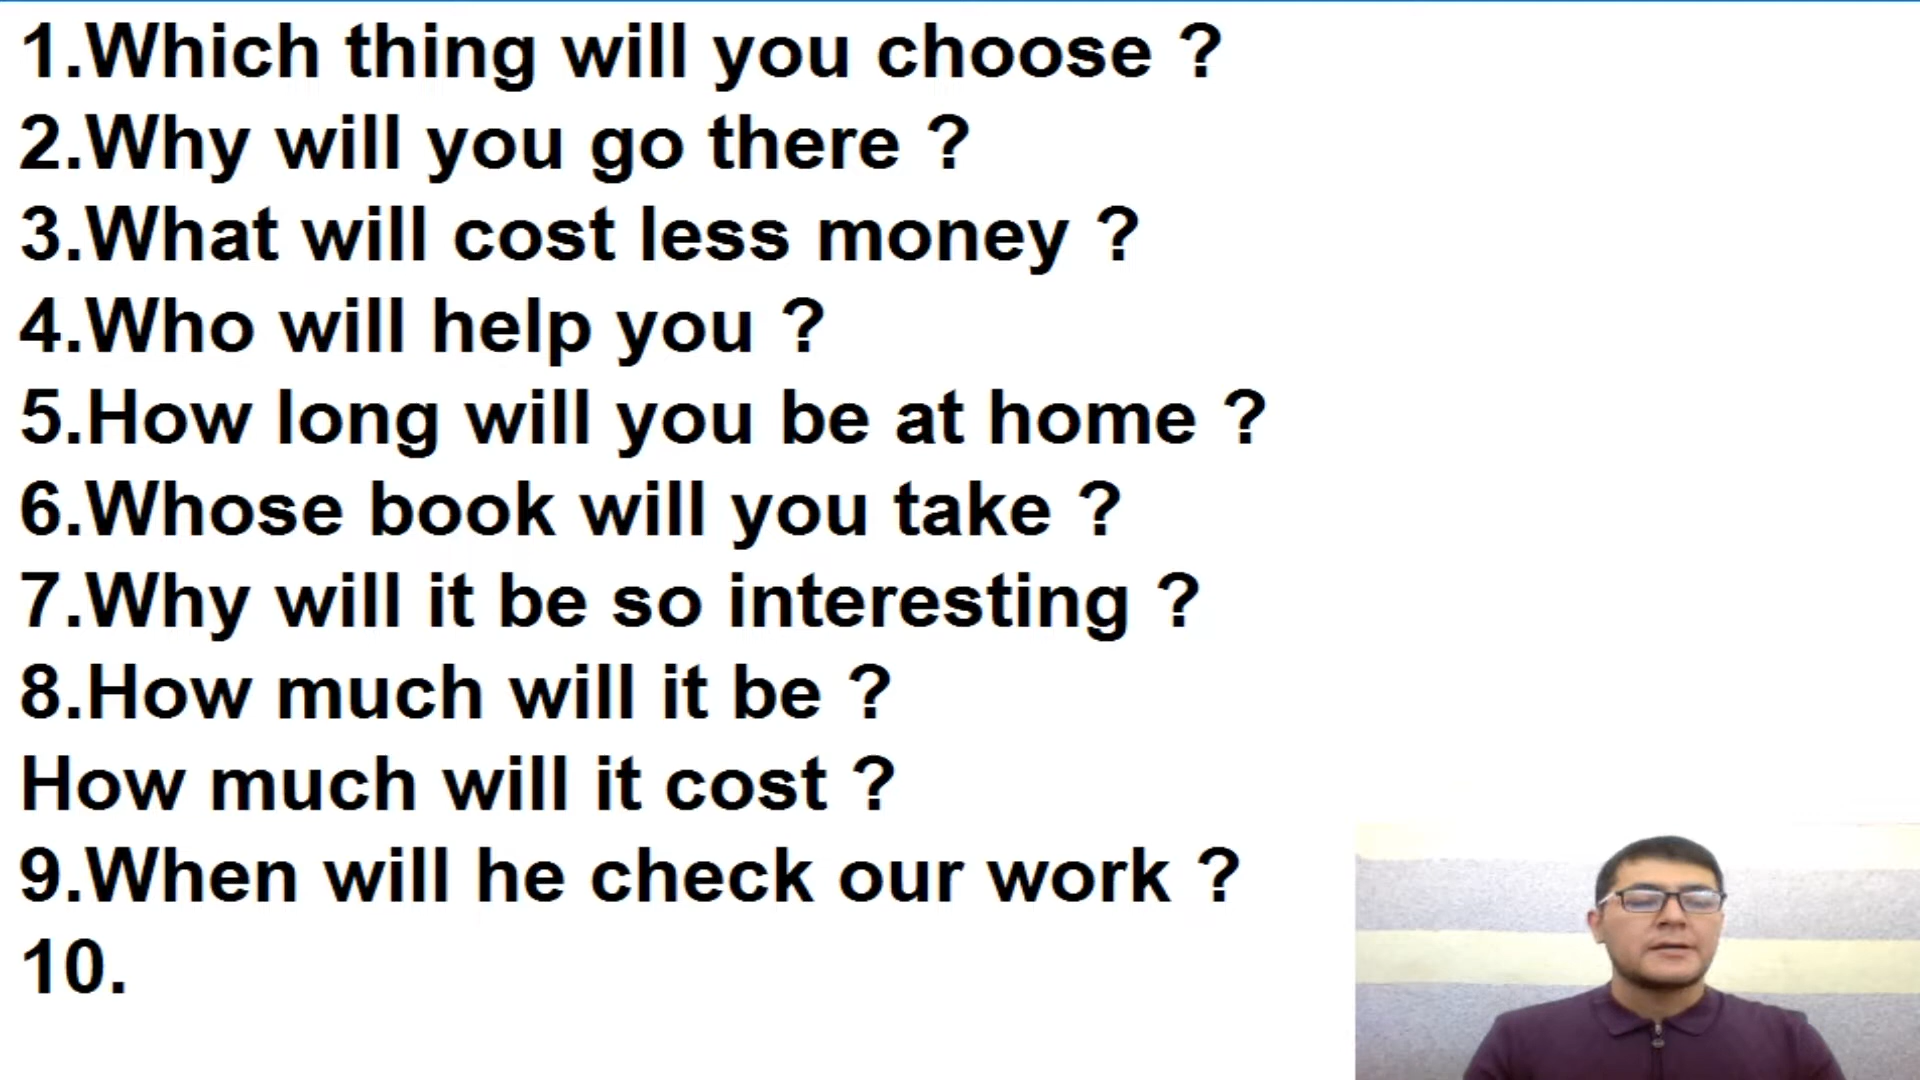 1.Which thing will you choose ?
2.Why will you go there ?
3.What will cost less money ?
4.Who will help you ?
5.How long will you be at home ?
6.Whose book will you take ?
7.Why will it be so interesting ?
8.How much will it be ?
How much will it cost ?
9.When will he check our work ?
10.